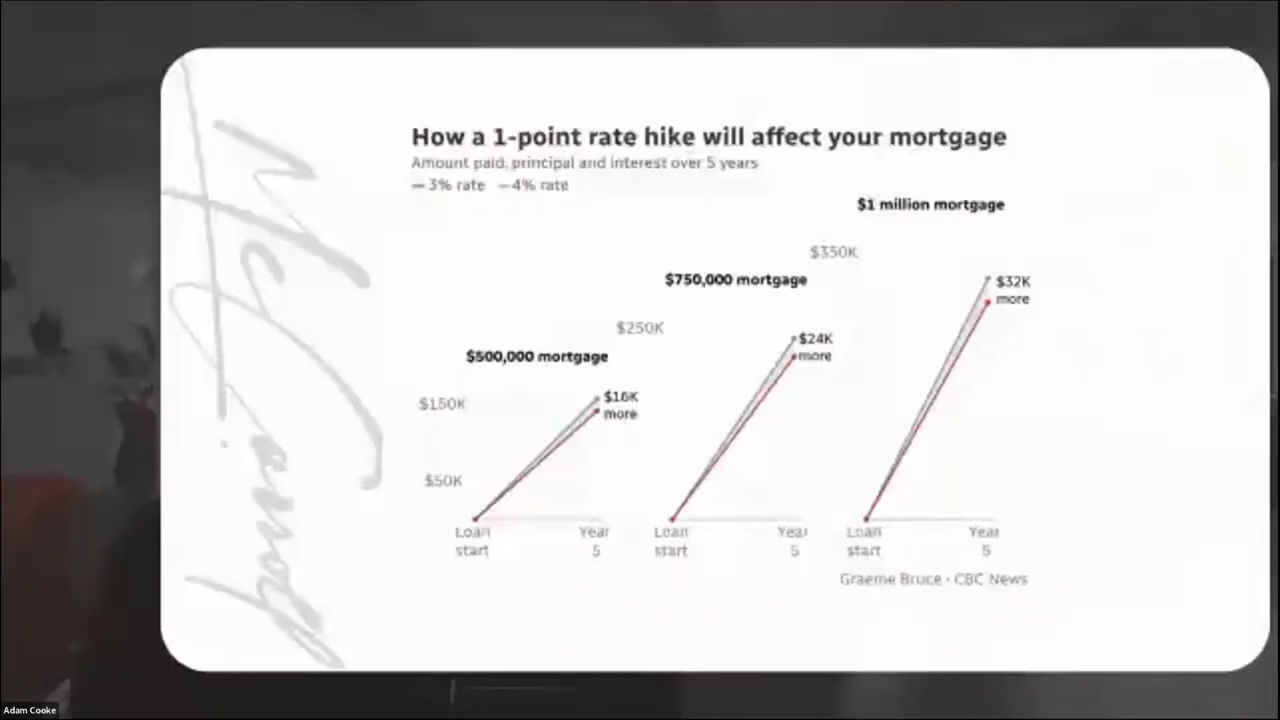 How a 1-point rate hike will affect your mortgage
Amount paid, principal and interest over 5 years
— 3% rate — 4% rate
$1 million mortgage
$350K
$32K
more
$750,000 mortgage
$250K
$24K
more
$500,000 mortgage
$150K
$16K
more
$50K
Loan
start
Year
5
Loan
start
Year
5
Loan
start
Year
5
Graeme Bruce · CBC News
Adam Cooke